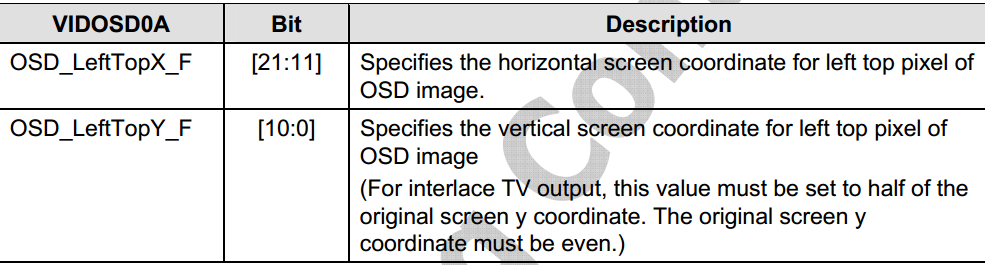 VIDOSD0A Bit Description
OSD_LeftTopX_F [21:11] Specifies the horizontal screen coordinate for left top pixel of
OSD image.
OSD_LeftTopY_F [10:0] Specifies the vertical screen coordinate for left top pixel of
OSD image
(For interlace TV output, this value must be set to half of the
original screen y coordinate. The original screen y
coordinate must be even.)